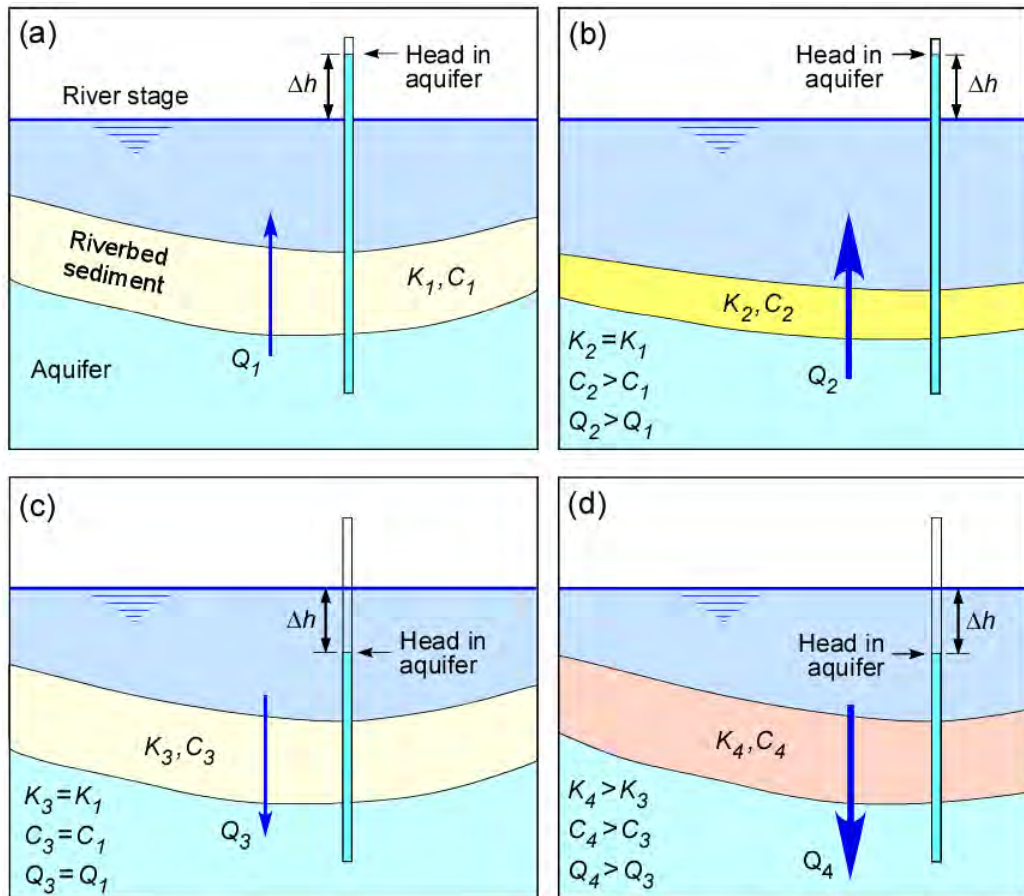 (a)
Head in
aquifer
Δh
River stage
Riverbed
sediment
K1, C1
Q1
Aquifer
(b)
Head in
aquifer
Δh
K2, C2
K2 = K1
C2 > C1
Q2 > Q1
Q2
(c)
Δh
Head in
aquifer
K3, C3
K3 = K1
C3 = C1
Q3 = Q1
Q3
(d)
Δh
Head in
aquifer
K4, C4
K4 > K3
C4 > C3
Q4 > Q3
Q4